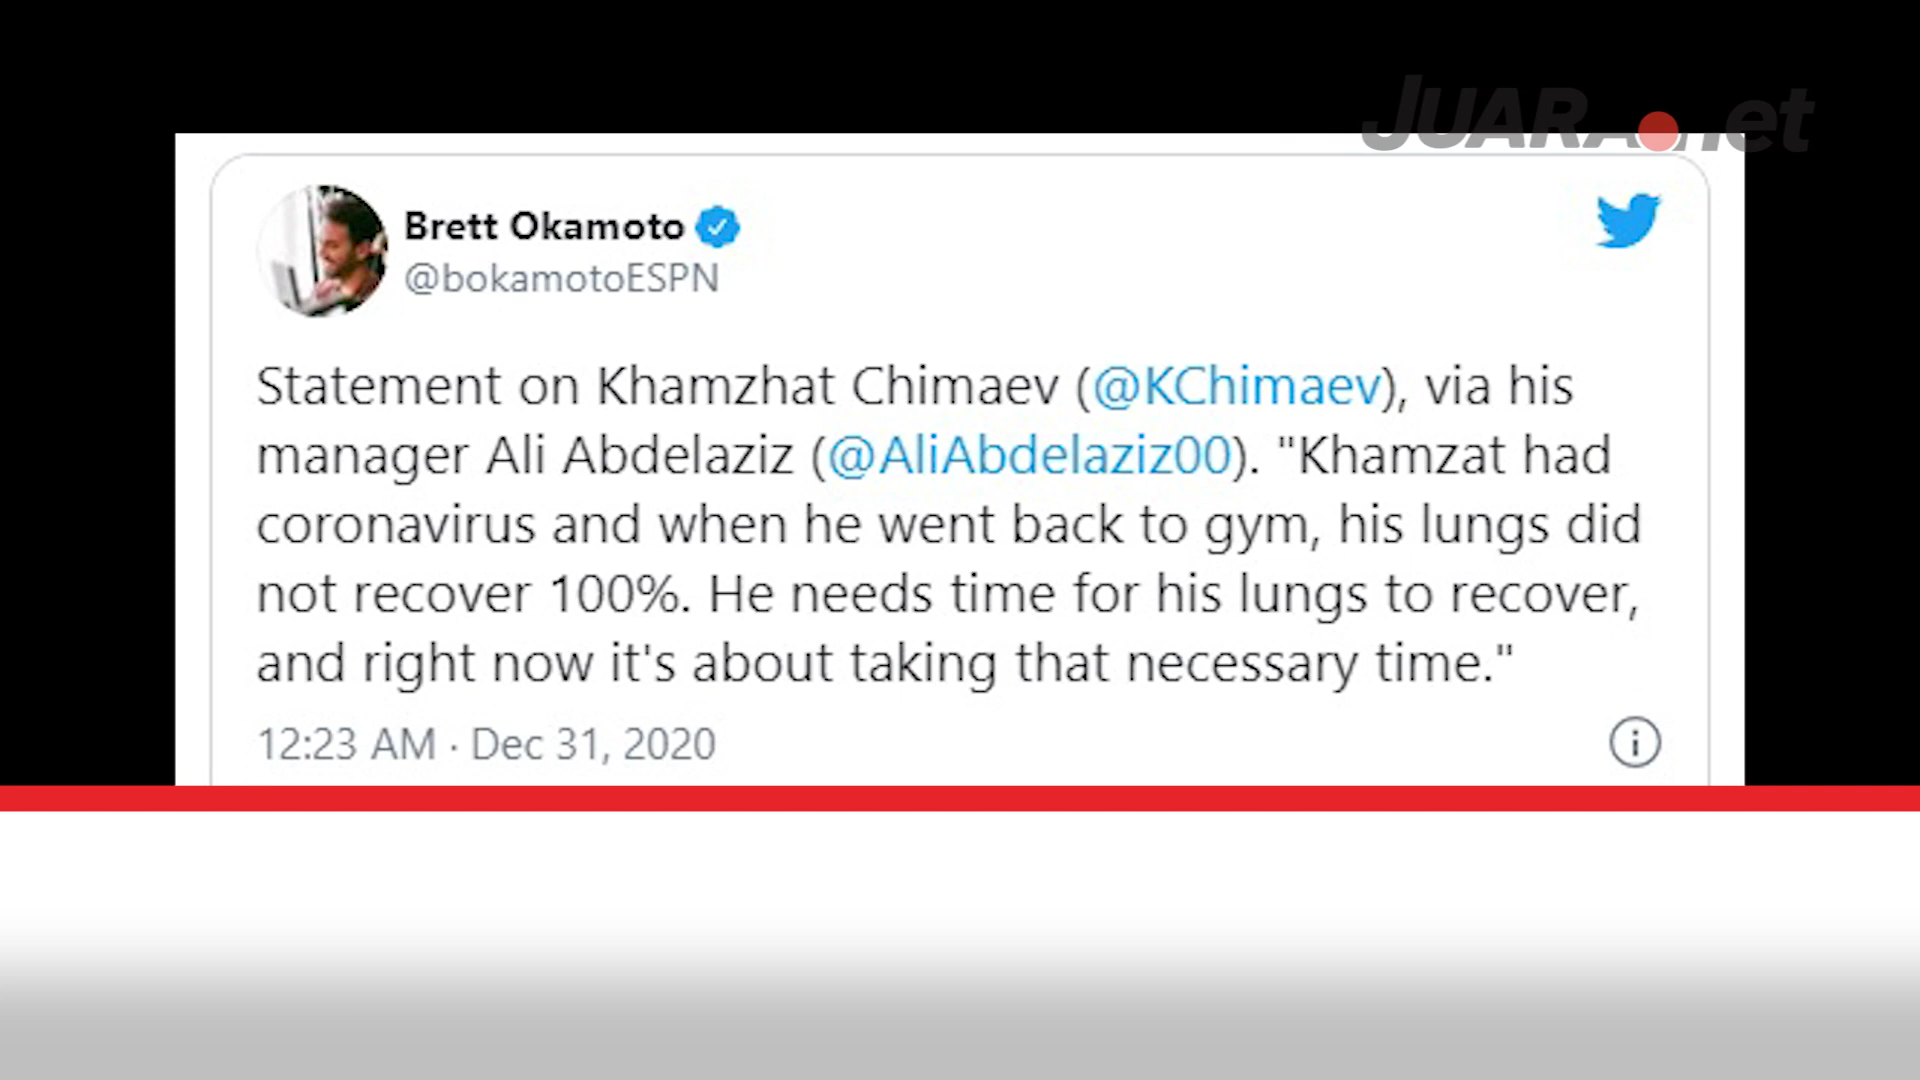 JUARA.net
Brett Okamoto
@bokamotoESPN
Statement on Khamzhat Chimaev (@KChimaev), via his
manager Ali Abdelaziz (@AliAbdelaziz00). "Khamzat had
coronavirus and when he went back to gym, his lungs did
not recover 100%. He needs time for his lungs to recover,
and right now it's about taking that necessary time."
12:23 AM · Dec 31, 2020